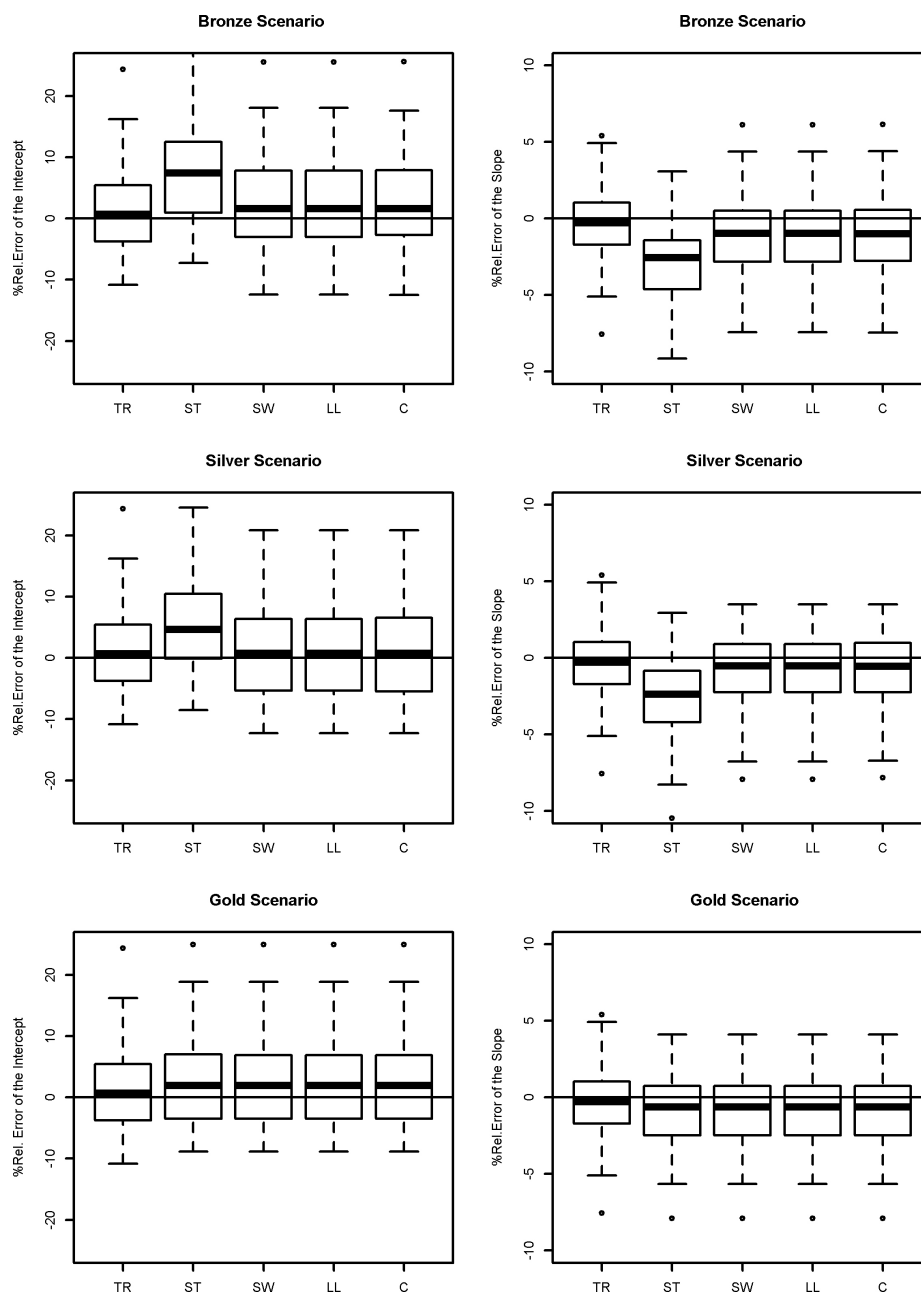 Bronze Scenario
%Rel.Error of the Intercept
20
10
0
-10
-20
TR ST SW LL C
Bronze Scenario
%Rel.Error of the Slope
10
5
0
-5
-10
TR ST SW LL C
Silver Scenario
%Rel.Error of the Intercept
20
10
0
-10
-20
TR ST SW LL C
Silver Scenario
%Rel.Error of the Slope
10
5
0
-5
-10
TR ST SW LL C
Gold Scenario
%Rel. Error of the Intercept
20
10
0
-10
-20
TR ST SW LL C
Gold Scenario
%Rel.Error of the Slope
10
5
0
-5
-10
TR ST SW LL C